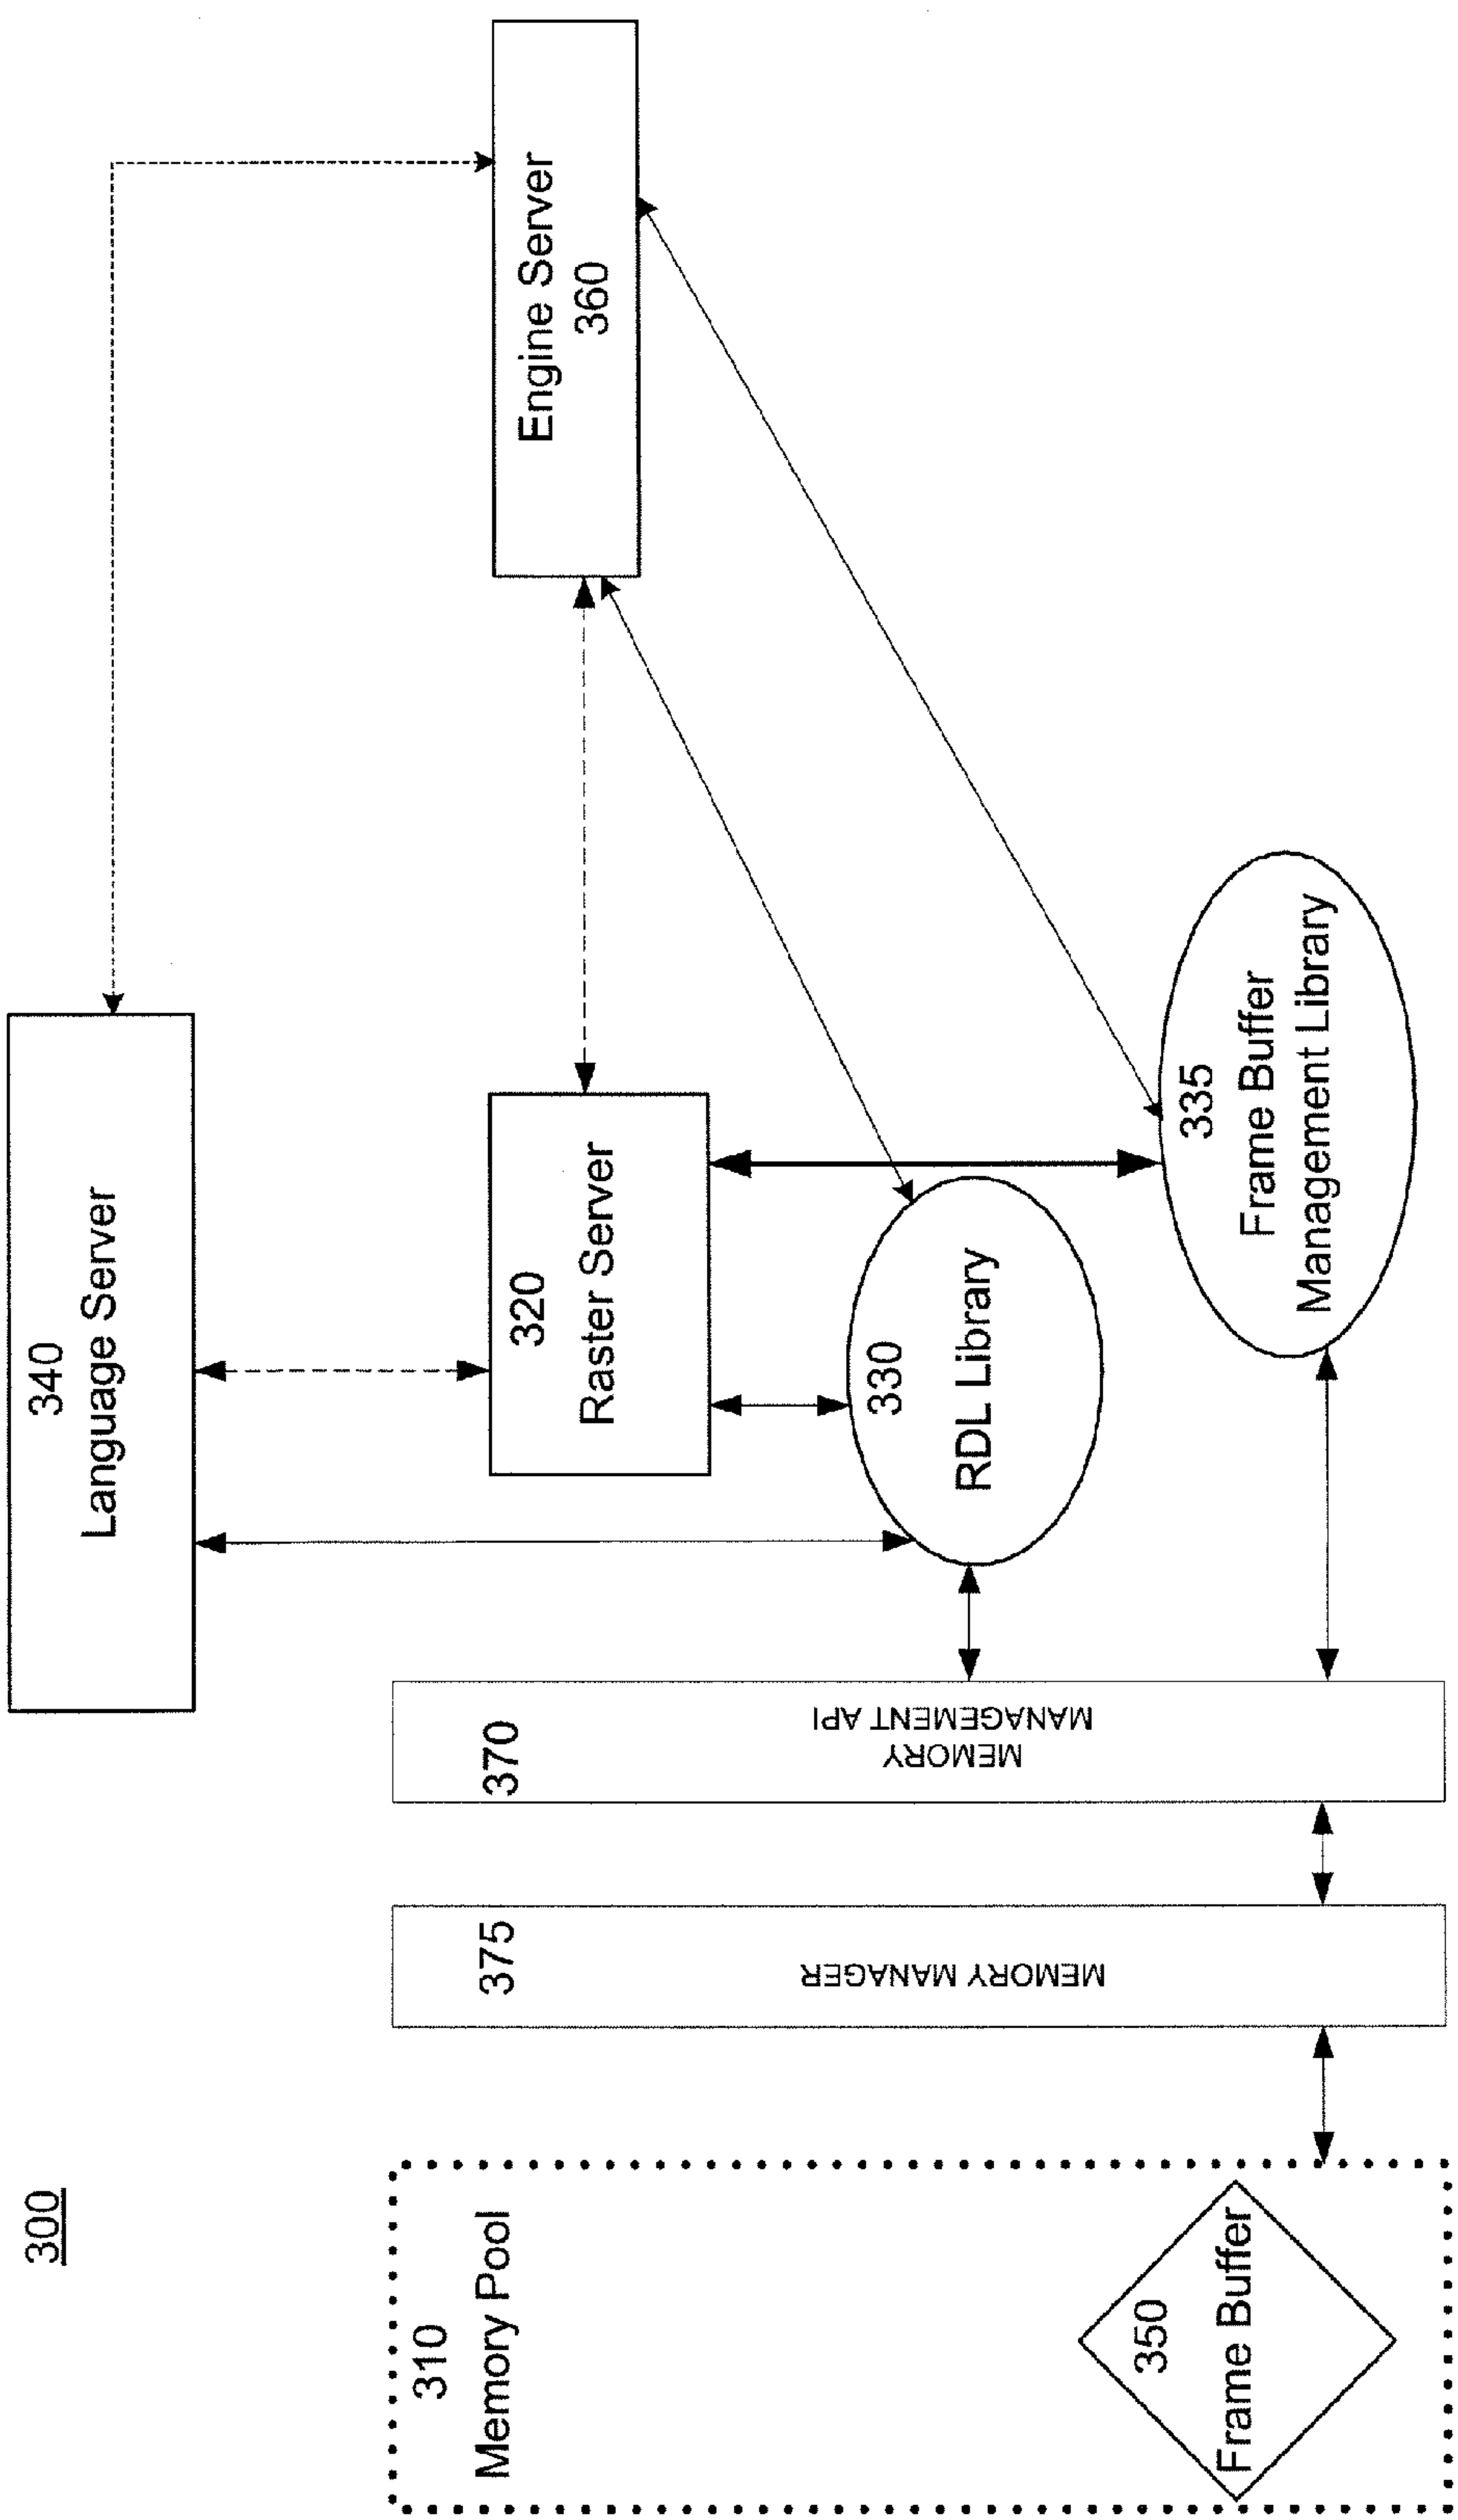 300
340
Language Server
310
Memory Pool
375
MEMORY MANAGER
370
MEMORY
MANAGEMENT API
320
Raster Server
Engine Server
360
330
RDL Library
335
Frame Buffer
Management Library
350
Frame Buffer